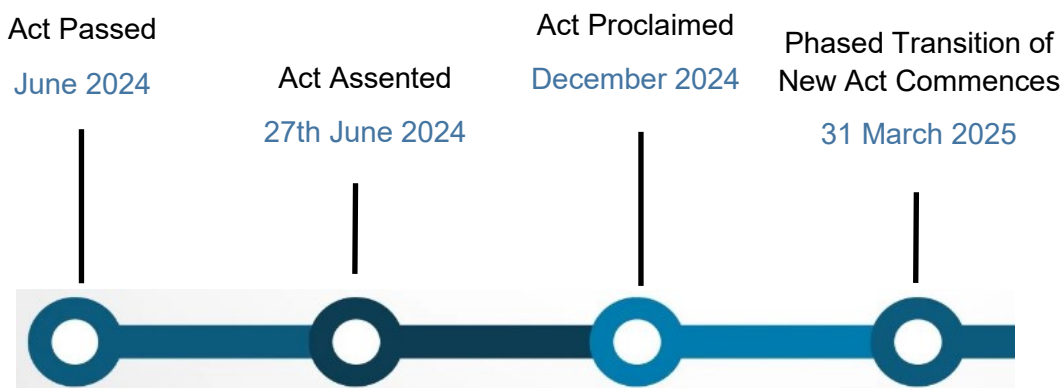 Act Passed
June 2024
Act Assented
27th June 2024
Act Proclaimed
December 2024
Phased Transition of
New Act Commences
31 March 2025